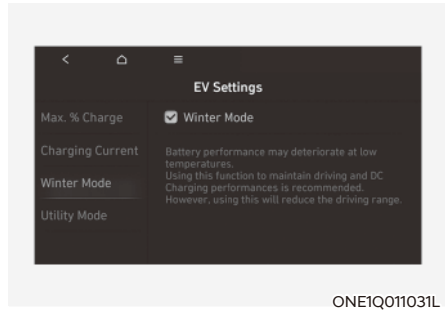 EV Settings
Max. % Charge
Winter Mode
Charging Current
Battery performance may deteriorate at low
temperatures.
Using this function to maintain driving and DC
Charging performances is recommended.
However, using this will reduce the driving range.
Winter Mode
Utility Mode
ONE1Q011031L